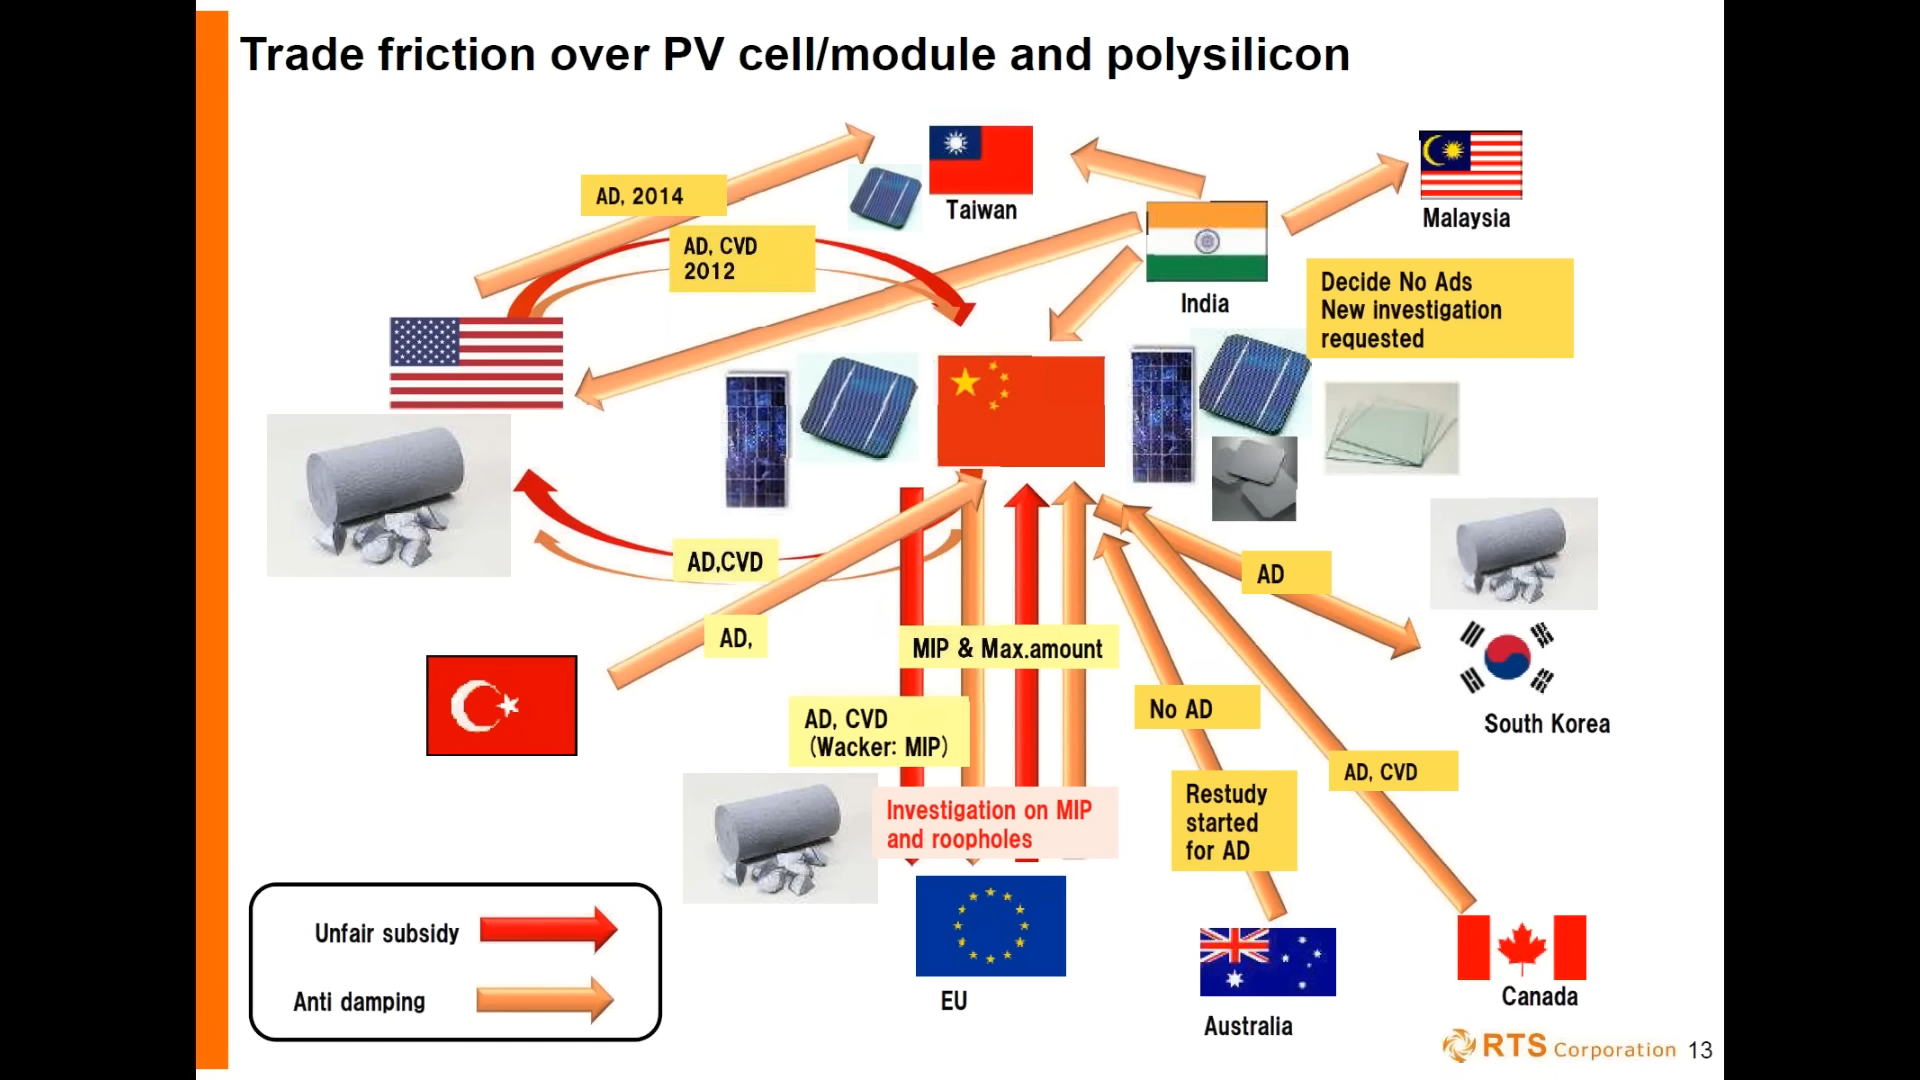 Trade friction over PV cell/module and polysilicon
Taiwan
Malaysia
AD, 2014
AD, CVD
2012
India
Decide No Ads
New investigation
requested
AD,CVD
AD
AD,
MIP & Max.amount
No AD
AD, CVD
(Wacker: MIP)
South Korea
AD, CVD
Restudy
started
for AD
Investigation on MIP
and roopholes
Unfair subsidy
Anti damping
EU
Australia
Canada
RTS Corporation 13